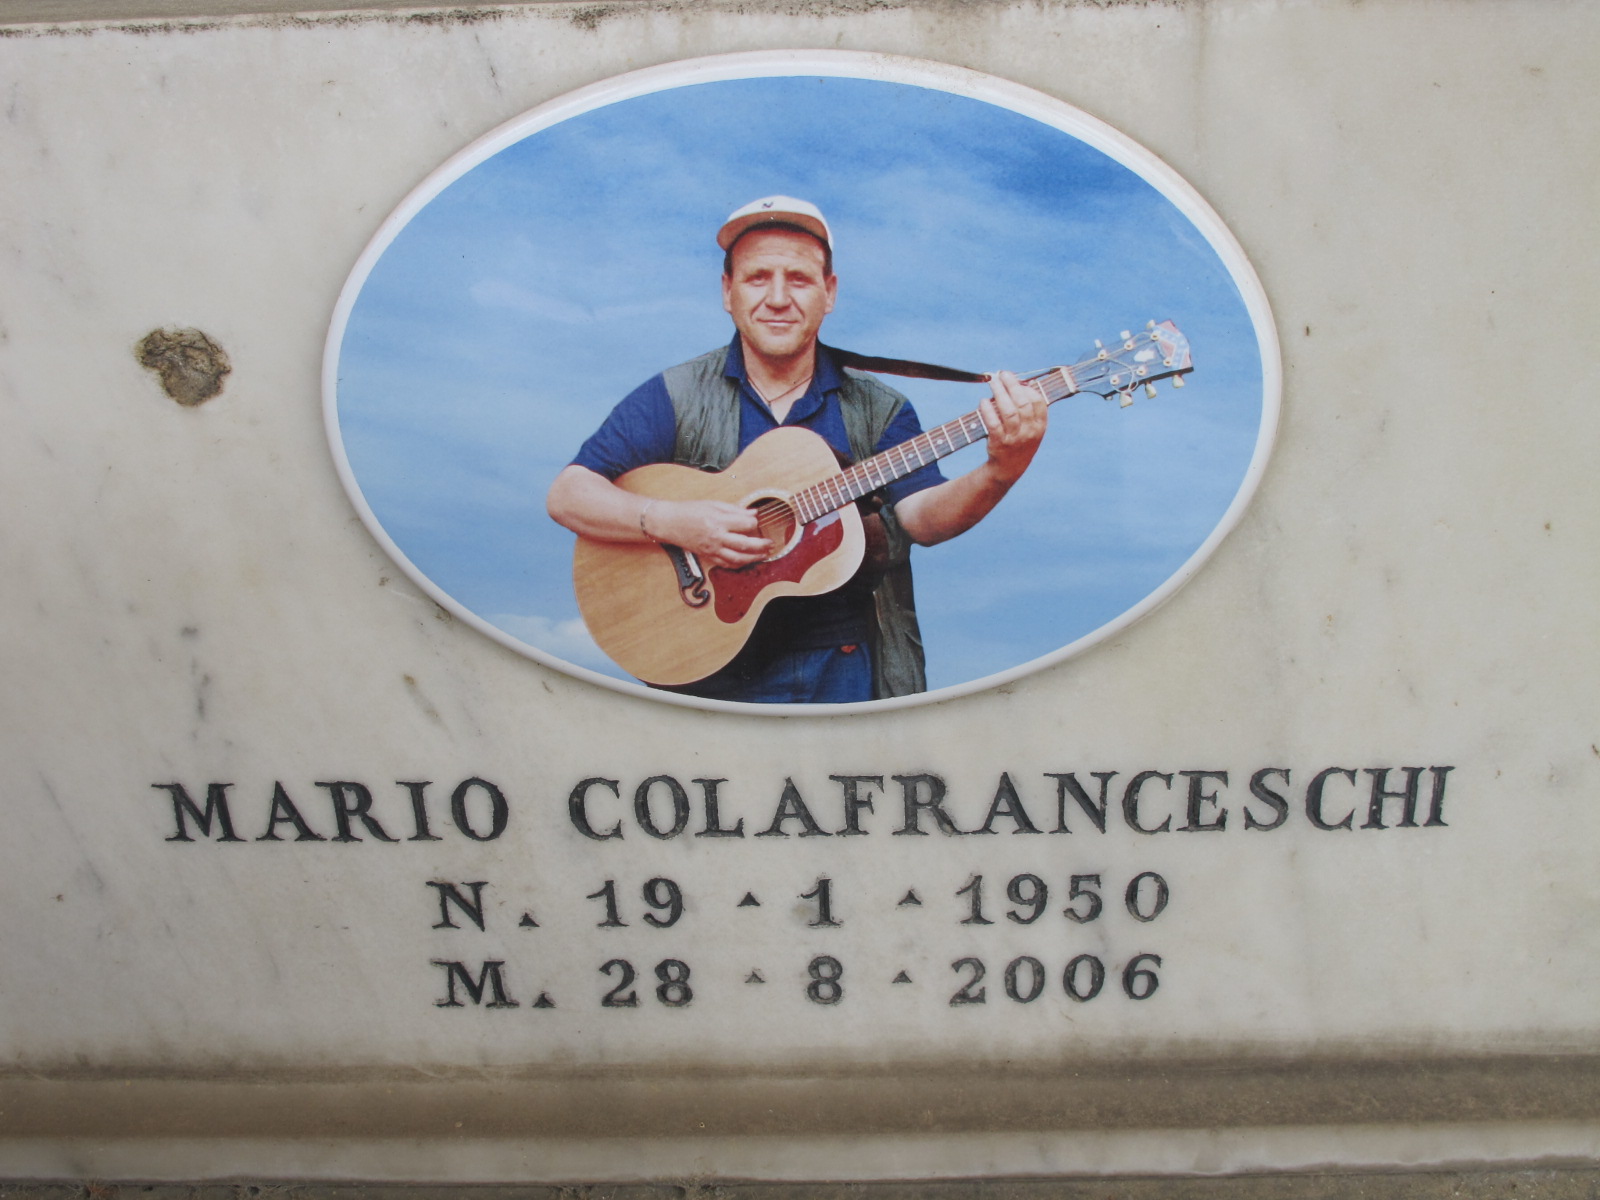 MARIO COLAFRANCESCHI
N. 19 · 1 · 1950
M. 28 · 8 · 2006